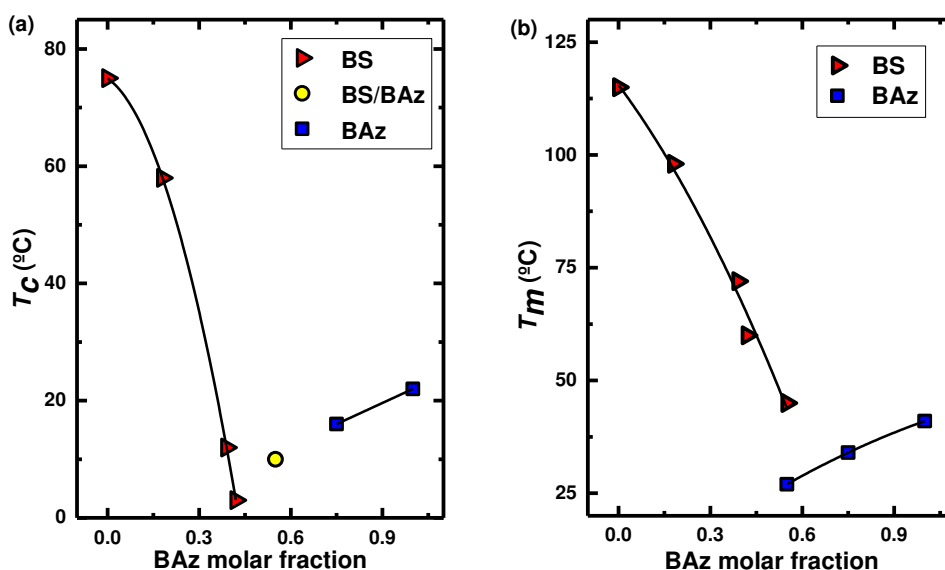 (a)
80
60
40
20
0
Tc (ºC)
BS
BS/BAz
BAz
0.0 0.3 0.6 0.9
BAz molar fraction
(b)
125
100
75
50
25
Tm (ºC)
BS
BAz
0.0 0.3 0.6 0.9
BAz molar fraction